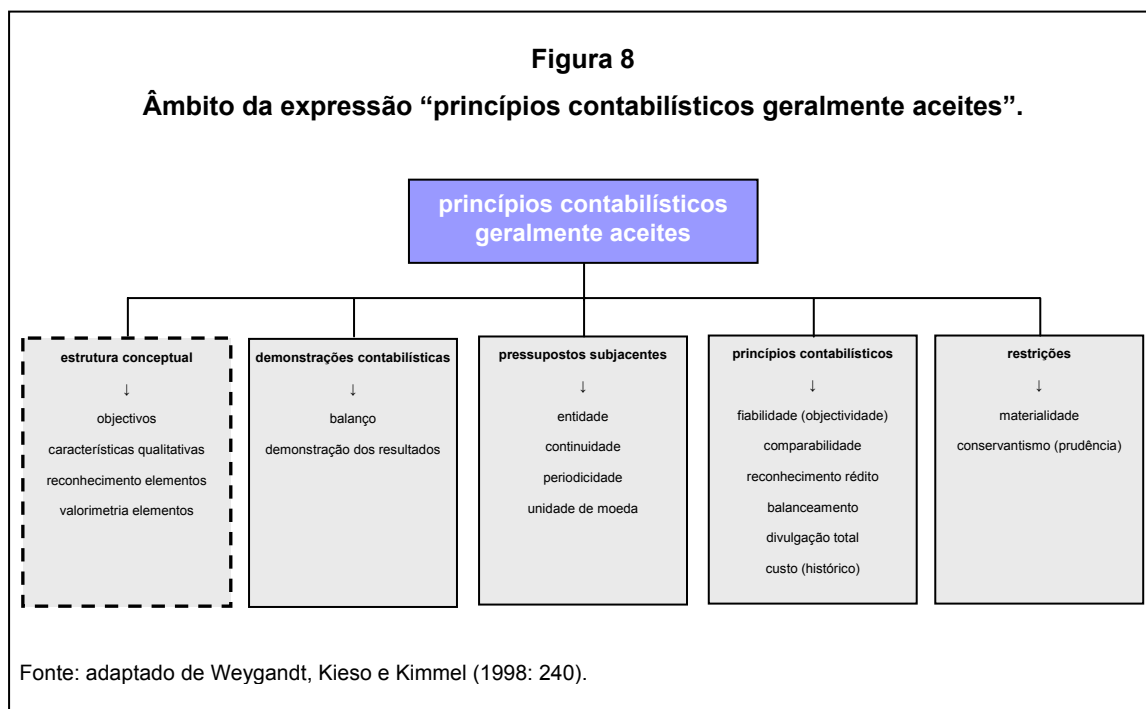 Figura 8
Âmbito da expressão “princípios contabilísticos geralmente aceites”.
princípios contabilísticos
geralmente aceites
estrutura conceptual
↓
objectivos
características qualitativas
reconhecimento elementos
valorimetria elementos
demonstrações contabilísticas
↓
balanço
demonstração dos resultados
pressupostos subjacentes
↓
entidade
continuidade
periodicidade
unidade de moeda
princípios contabilísticos
↓
fiabilidade (objectividade)
comparabilidade
reconhecimento rédito
balanceamento
divulgação total
custo (histórico)
restrições
↓
materialidade
conservantismo (prudência)
Fonte: adaptado de Weygandt, Kieso e Kimmel (1998: 240).